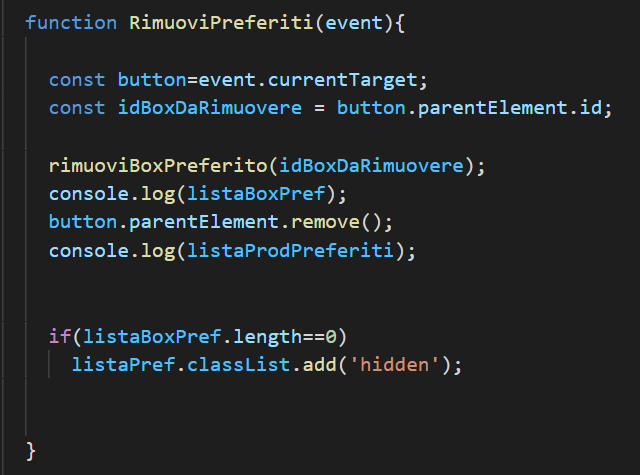 function RimuoviPreferiti(event){
const button=event.currentTarget;
const idBoxDaRimuovere = button.parentElement.id;
rimuoviBoxPreferito(idBoxDaRimuovere);
console.log(listaBoxPref);
button.parentElement.remove();
console.log(listaProdPreferiti);
if(listaBoxPref.length==0)
listaPref.classList.add('hidden');
}